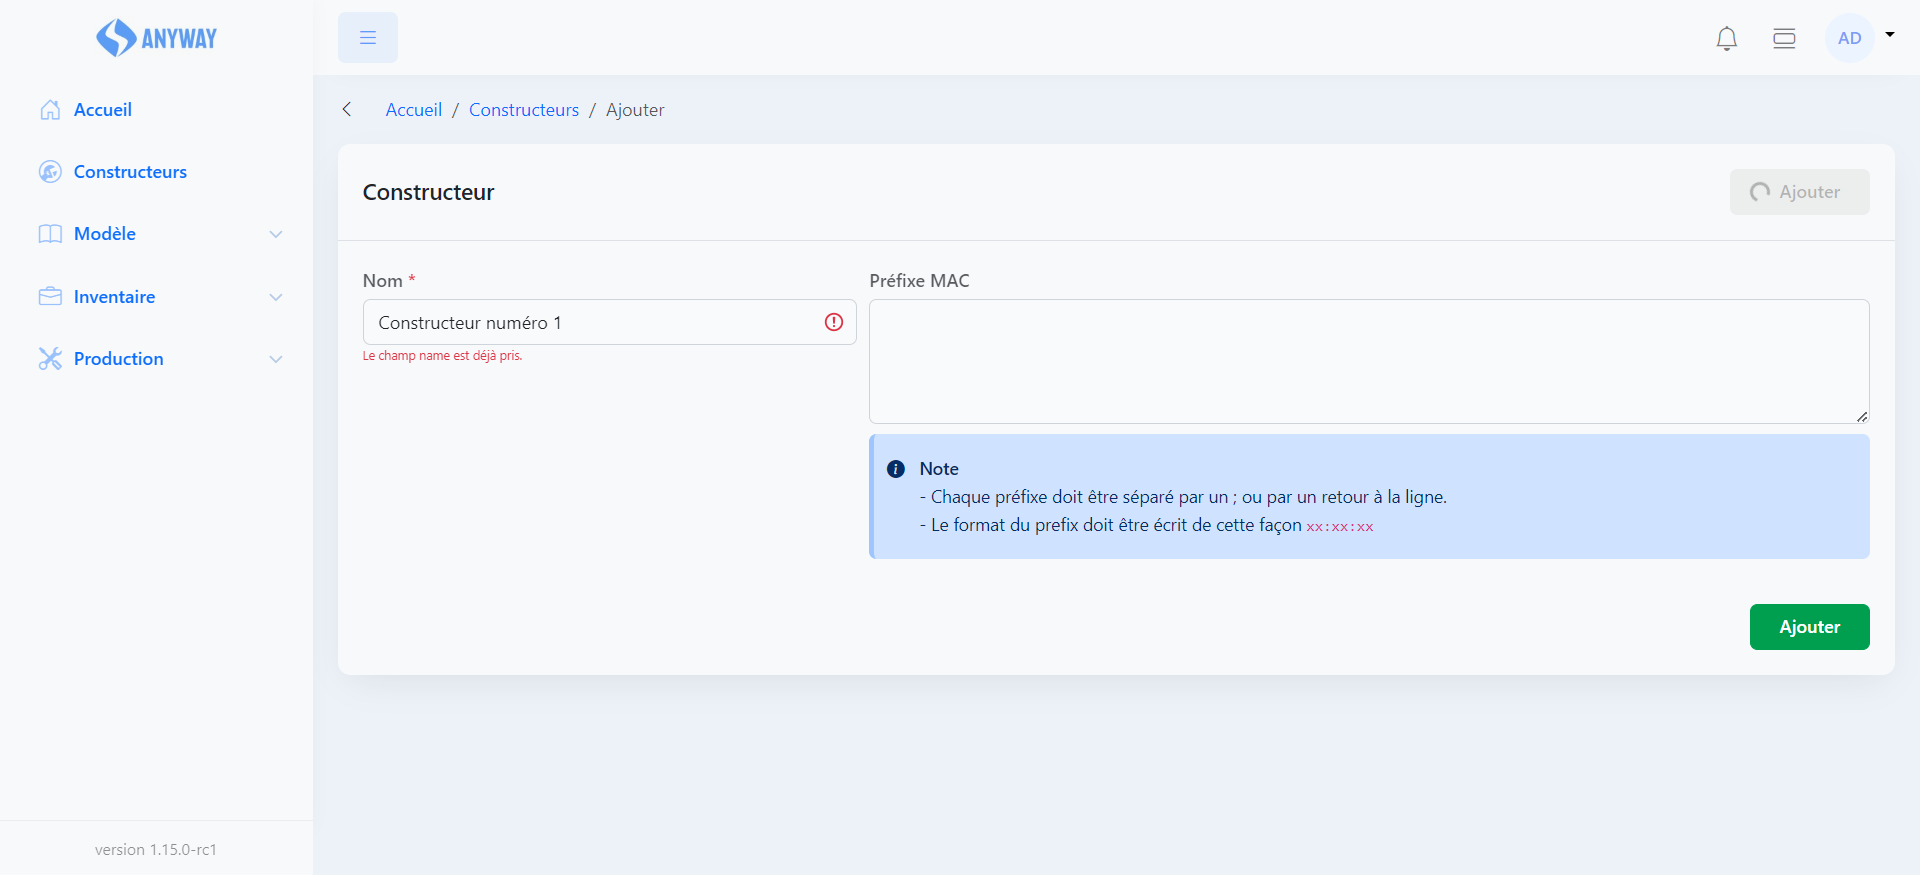 ANYWAY
AD
Accueil
Constructeurs
Modèle
Inventaire
Production
version 1.15.0-rc1
Accueil / Constructeurs / Ajouter
Constructeur
Ajouter
Nom *
Constructeur numéro 1
Le champ name est déjà pris.
Préfixe MAC
Note
- Chaque préfixe doit être séparé par un ; ou par un retour à la ligne.
- Le format du prefix doit être écrit de cette façon xx:xx:xx
Ajouter